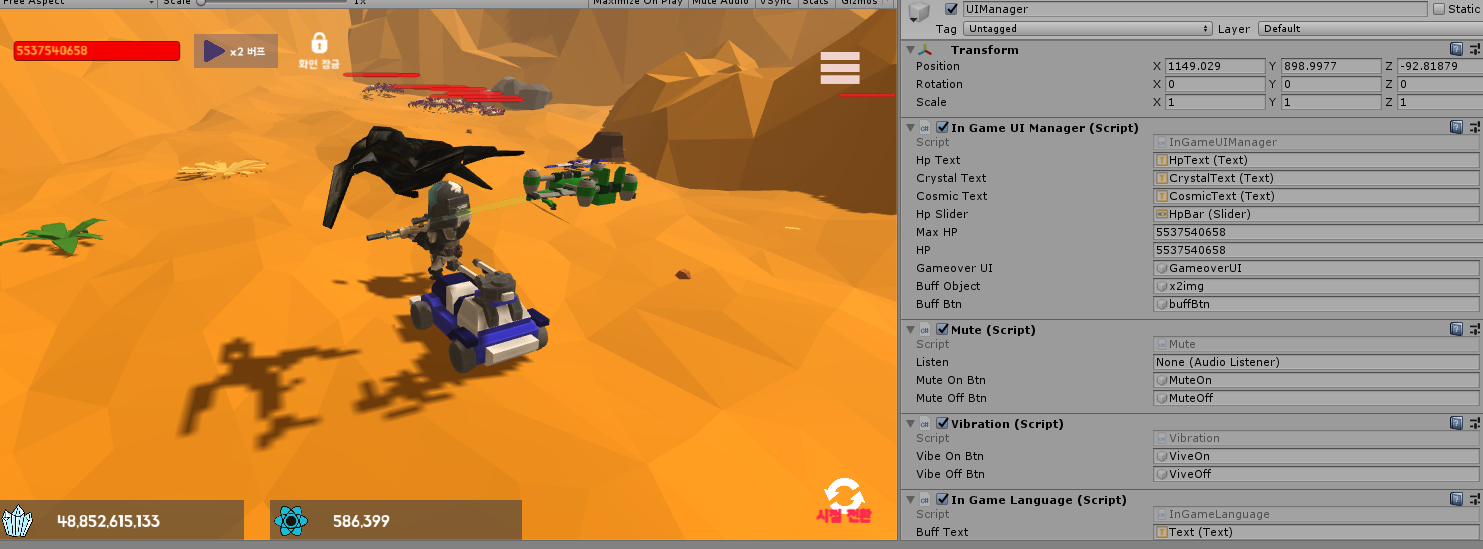 Free Aspect Scale 1x Maximize On Play Mute Audio VSync Stats Gizmos
5537540658
x2 버프
화면 잠금
48,852,615,133
586,399
시점 전환
UIManager Static
Tag Untagged Layer Default
Transform
Position X 1149.029 Y 898.9977 Z -92.81879
Rotation X 0 Y 0 Z 0
Scale X 1 Y 1 Z 1
In Game UI Manager (Script)
Script InGameUIManager
Hp Text HpText (Text)
Crystal Text CrystalText (Text)
Cosmic Text CosmicText (Text)
Hp Slider HpBar (Slider)
Max HP 5537540658
HP 5537540658
Gameover UI GameoverUI
Buff Object x2img
Buff Btn buffBtn
Mute (Script)
Script Mute
Listen None (Audio Listener)
Mute On Btn MuteOn
Mute Off Btn MuteOff
Vibration (Script)
Script Vibration
Vibe On Btn ViveOn
Vibe Off Btn ViveOff
In Game Language (Script)
Script InGameLanguage
Buff Text Text (Text)